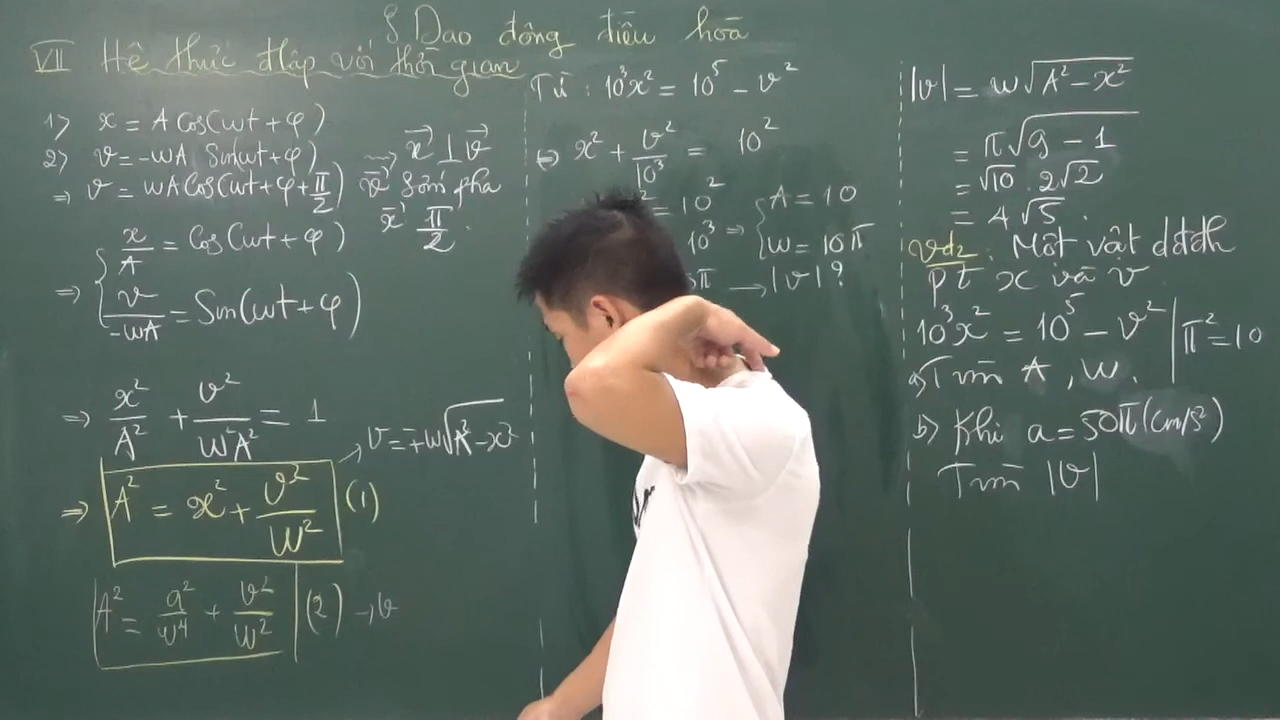 § Dao động điều hòa
VII Hệ thức độc lập với thời gian
1) x = A Cos(ωt + φ)
2) v = -ωA Sin(ωt + φ)
⇒ v = ωA Cos(ωt + φ + π/2)
x⃗ ⊥ v⃗
v⃗ sớm pha
x⃗ π/2.
⇒ { x/A = Cos(ωt + φ)
v/-ωA = Sin(ωt + φ)
⇒ x²/A² + v²/ω²A² = 1
→ v = ∓ω√A²-x²
⇒ A² = x² + v²/ω² (1)
A² = a²/ω⁴ + v²/ω² (2) → v
Từ : 10³x² = 10⁵ - v²
⇔ x² + v²/10³ = 10²
² = 10²
10³ ⇒ { A = 10
ω = 10π
π → |v|?
|v| = ω√A²-x²
= π√9 - 1
= √10 . 2√2
= 4√5 .
Vd2 : Một vật dđđh
pt x và v
10³x² = 10⁵ - v² | π² = 10
a) Tìm A, ω.
b) Khi a = 50π(cm/s²)
Tìm |v|